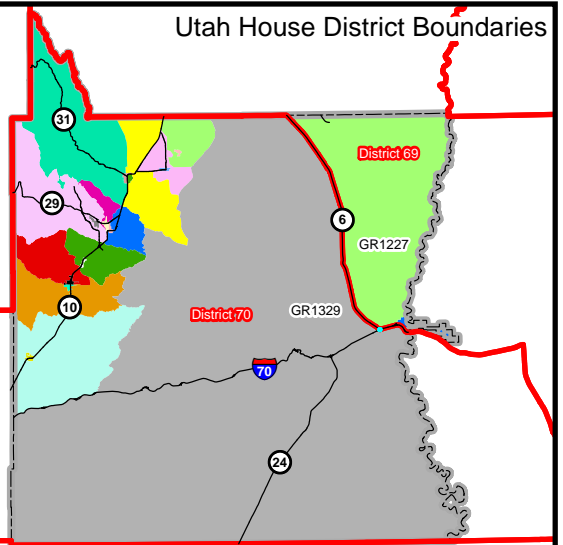 Utah House District Boundaries
31
District 69
29
6
GR1227
10
District 70
GR1329
70
24